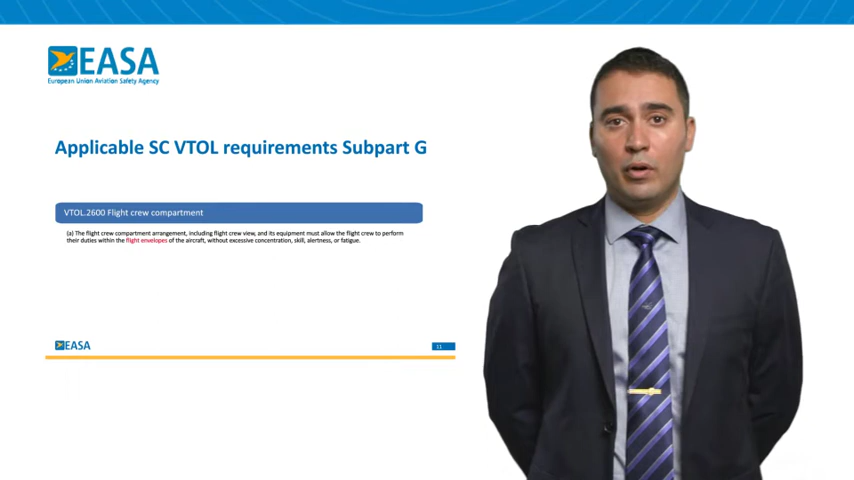 EASA
European Union Aviation Safety Agency
Applicable SC VTOL requirements Subpart G
VTOL.2600 Flight crew compartment
(a) The flight crew compartment arrangement, including flight crew view, and its equipment must allow the flight crew to perform
their duties within the flight envelopes of the aircraft, without excessive concentration, skill, alertness, or fatigue.
EASA
11